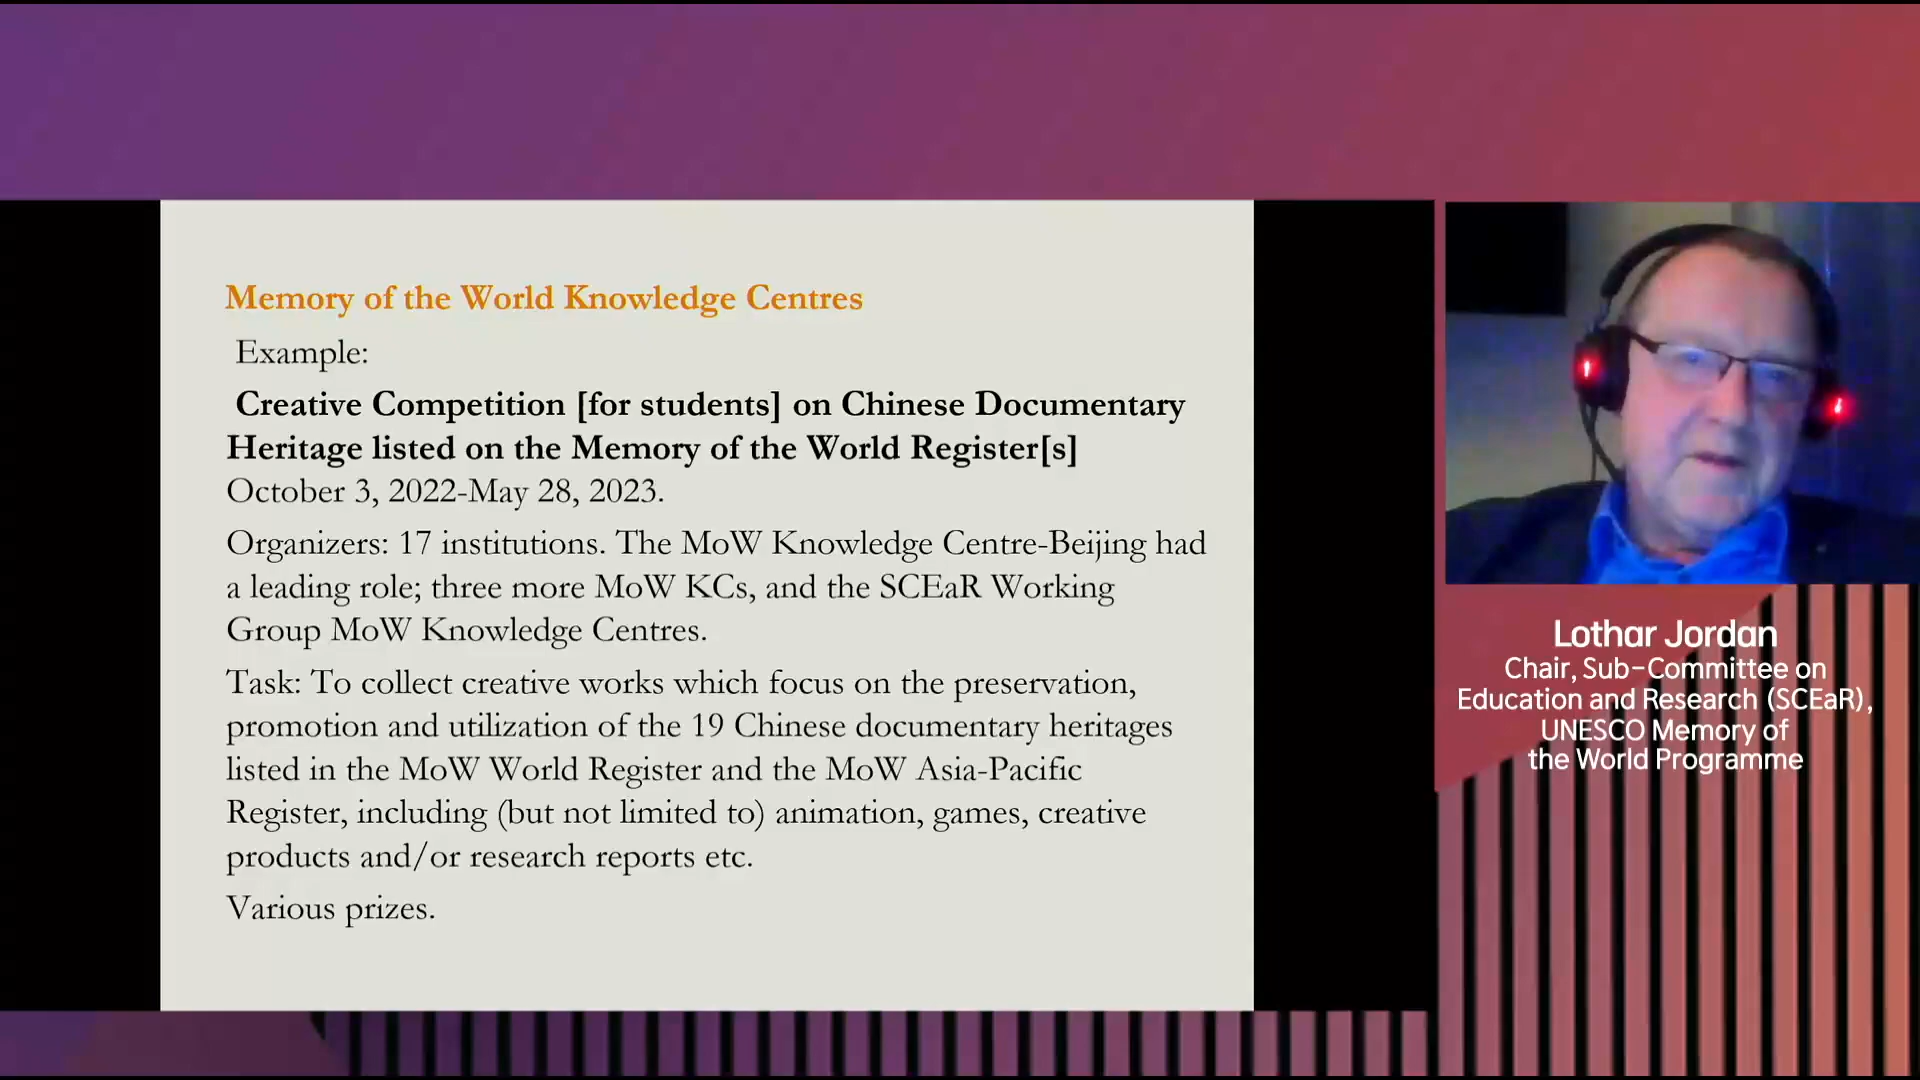 Memory of the World Knowledge Centres
Example:
Creative Competition [for students] on Chinese Documentary
Heritage listed on the Memory of the World Register[s]
October 3, 2022-May 28, 2023.
Organizers: 17 institutions. The MoW Knowledge Centre-Beijing had
a leading role; three more MoW KCs, and the SCEaR Working
Group MoW Knowledge Centres.
Task: To collect creative works which focus on the preservation,
promotion and utilization of the 19 Chinese documentary heritages
listed in the MoW World Register and the MoW Asia-Pacific
Register, including (but not limited to) animation, games, creative
products and/or research reports etc.
Various prizes.
Lothar Jordan
Chair, Sub-Committee on
Education and Research (SCEaR),
UNESCO Memory of
the World Programme